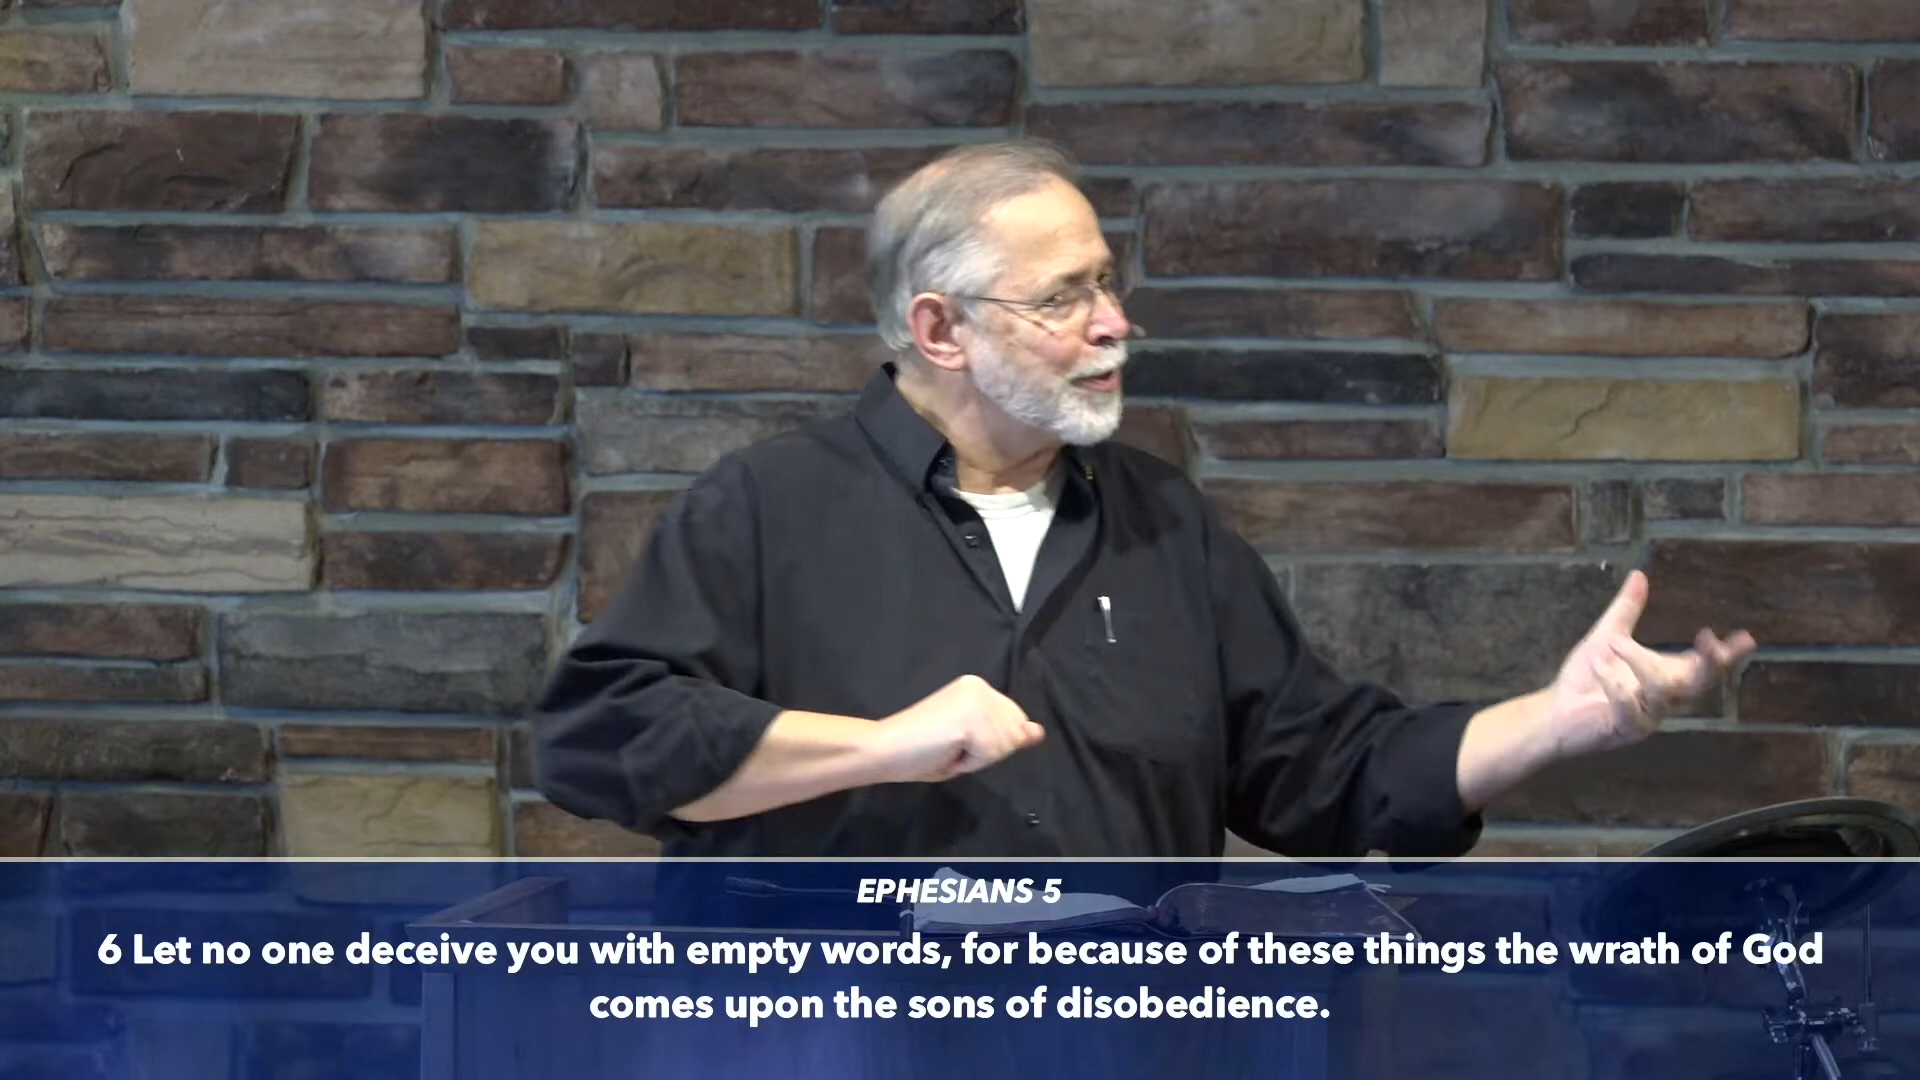 EPHESIANS 5
6 Let no one deceive you with empty words, for because of these things the wrath of God
comes upon the sons of disobedience.